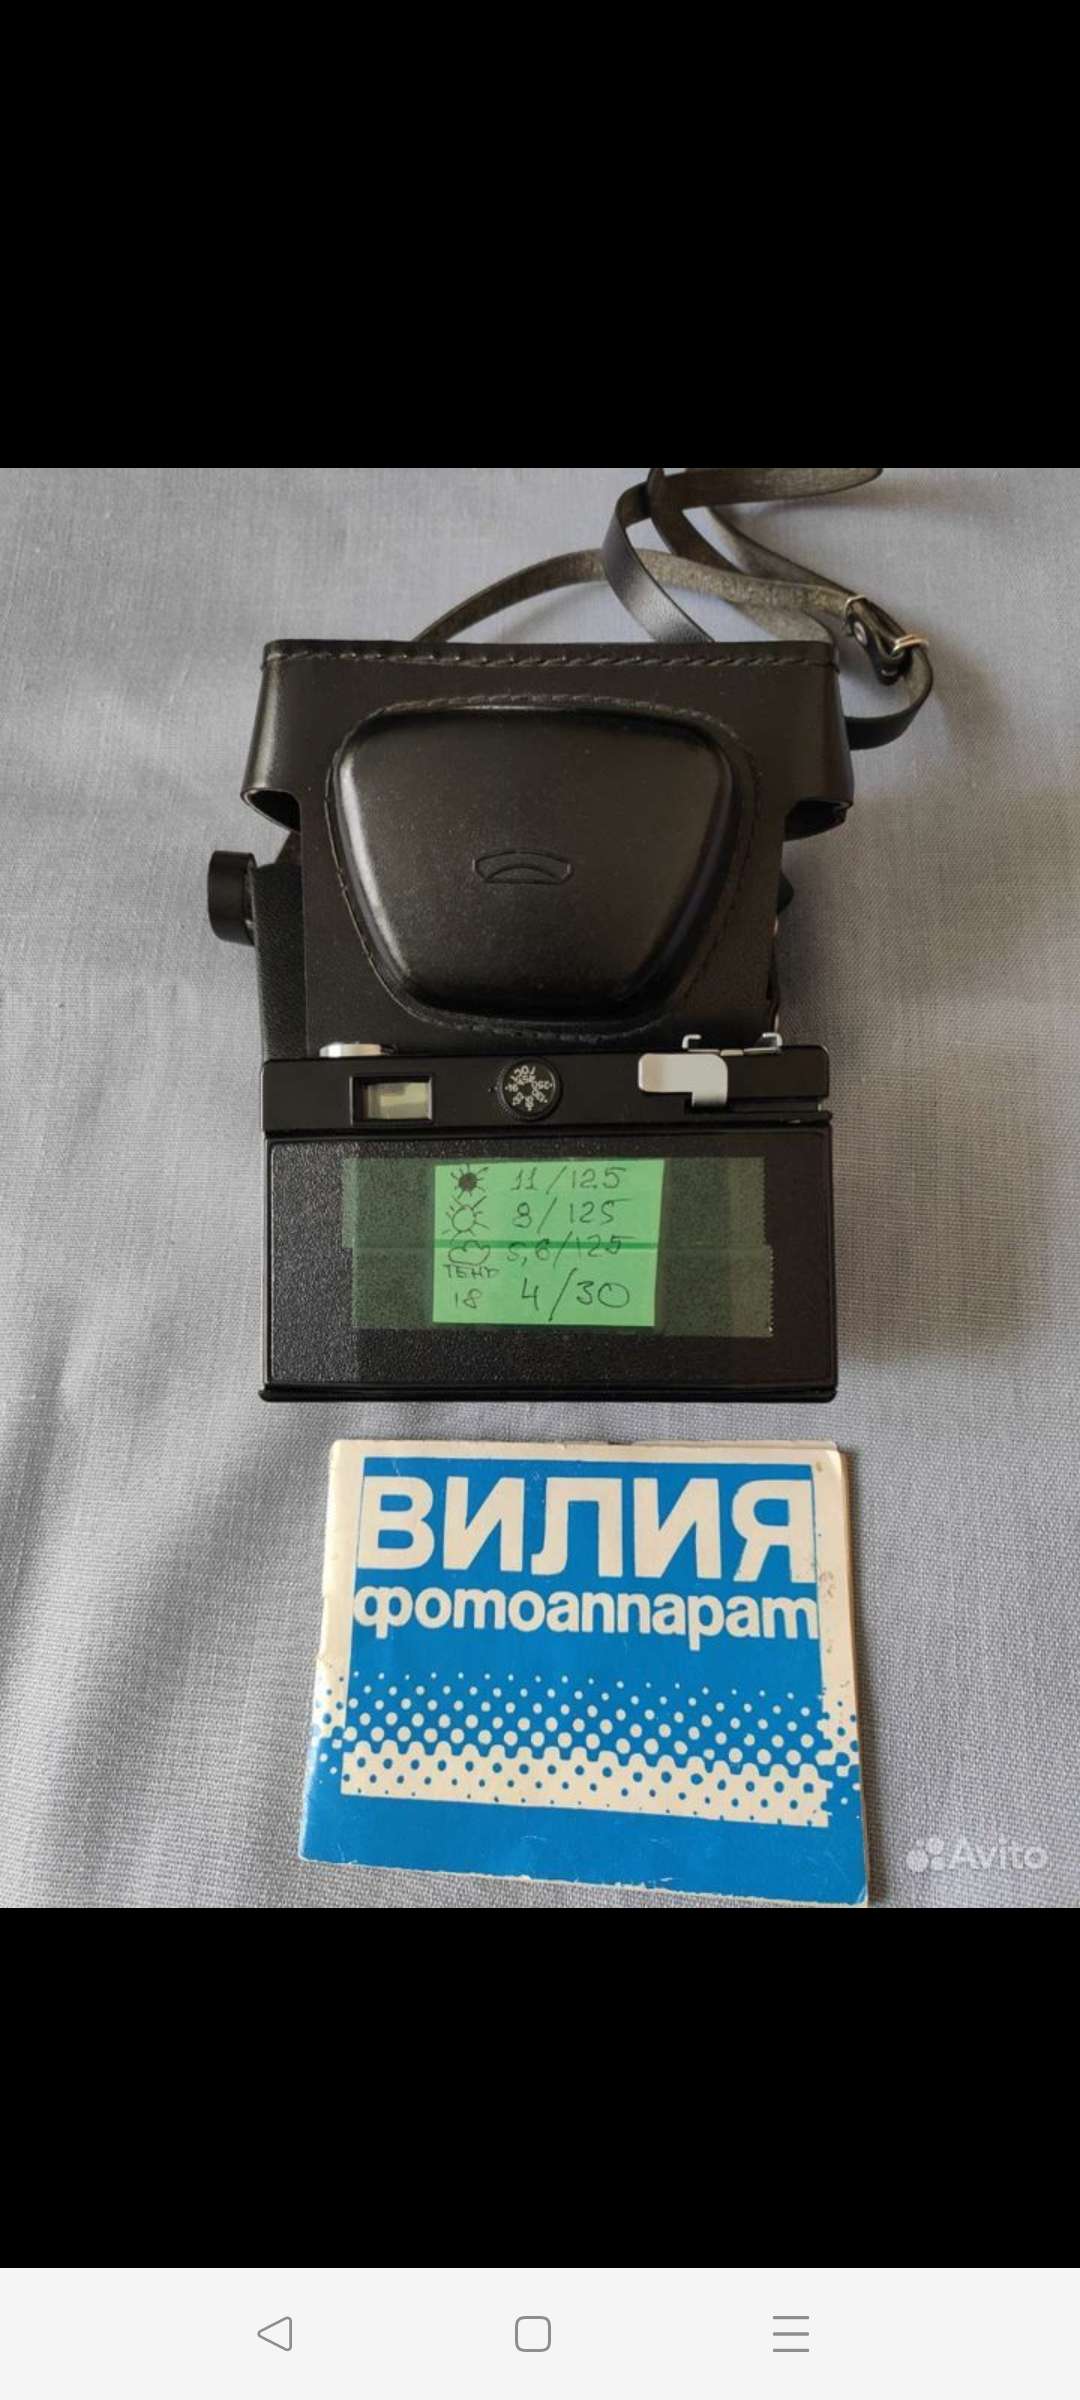 11/125
8/125
5,6/125
ТЕНЬ
18 4/30
ВИЛИЯ
фотоаппарат
Avito